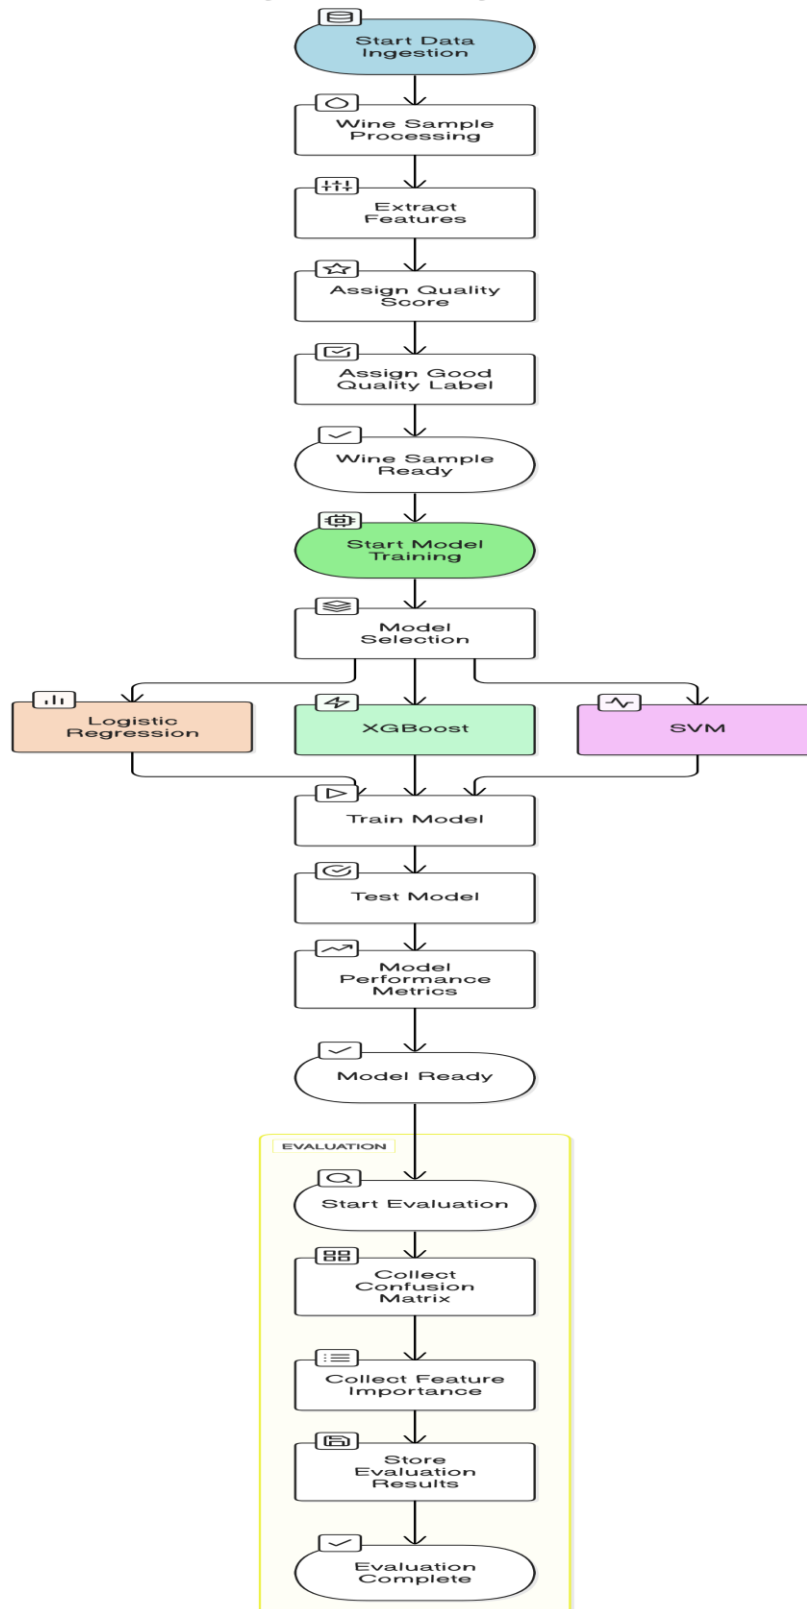 Start Data
Ingestion
Wine Sample
Processing
Extract
Features
Assign Quality
Score
Assign Good
Quality Label
Wine Sample
Ready
Start Model
Training
Model
Selection
Logistic
Regression
XGBoost
SVM
Train Model
Test Model
Model
Performance
Metrics
Model Ready
EVALUATION
Start Evaluation
Collect
Confusion
Matrix
Collect Feature
Importance
Store
Evaluation
Results
Evaluation
Complete